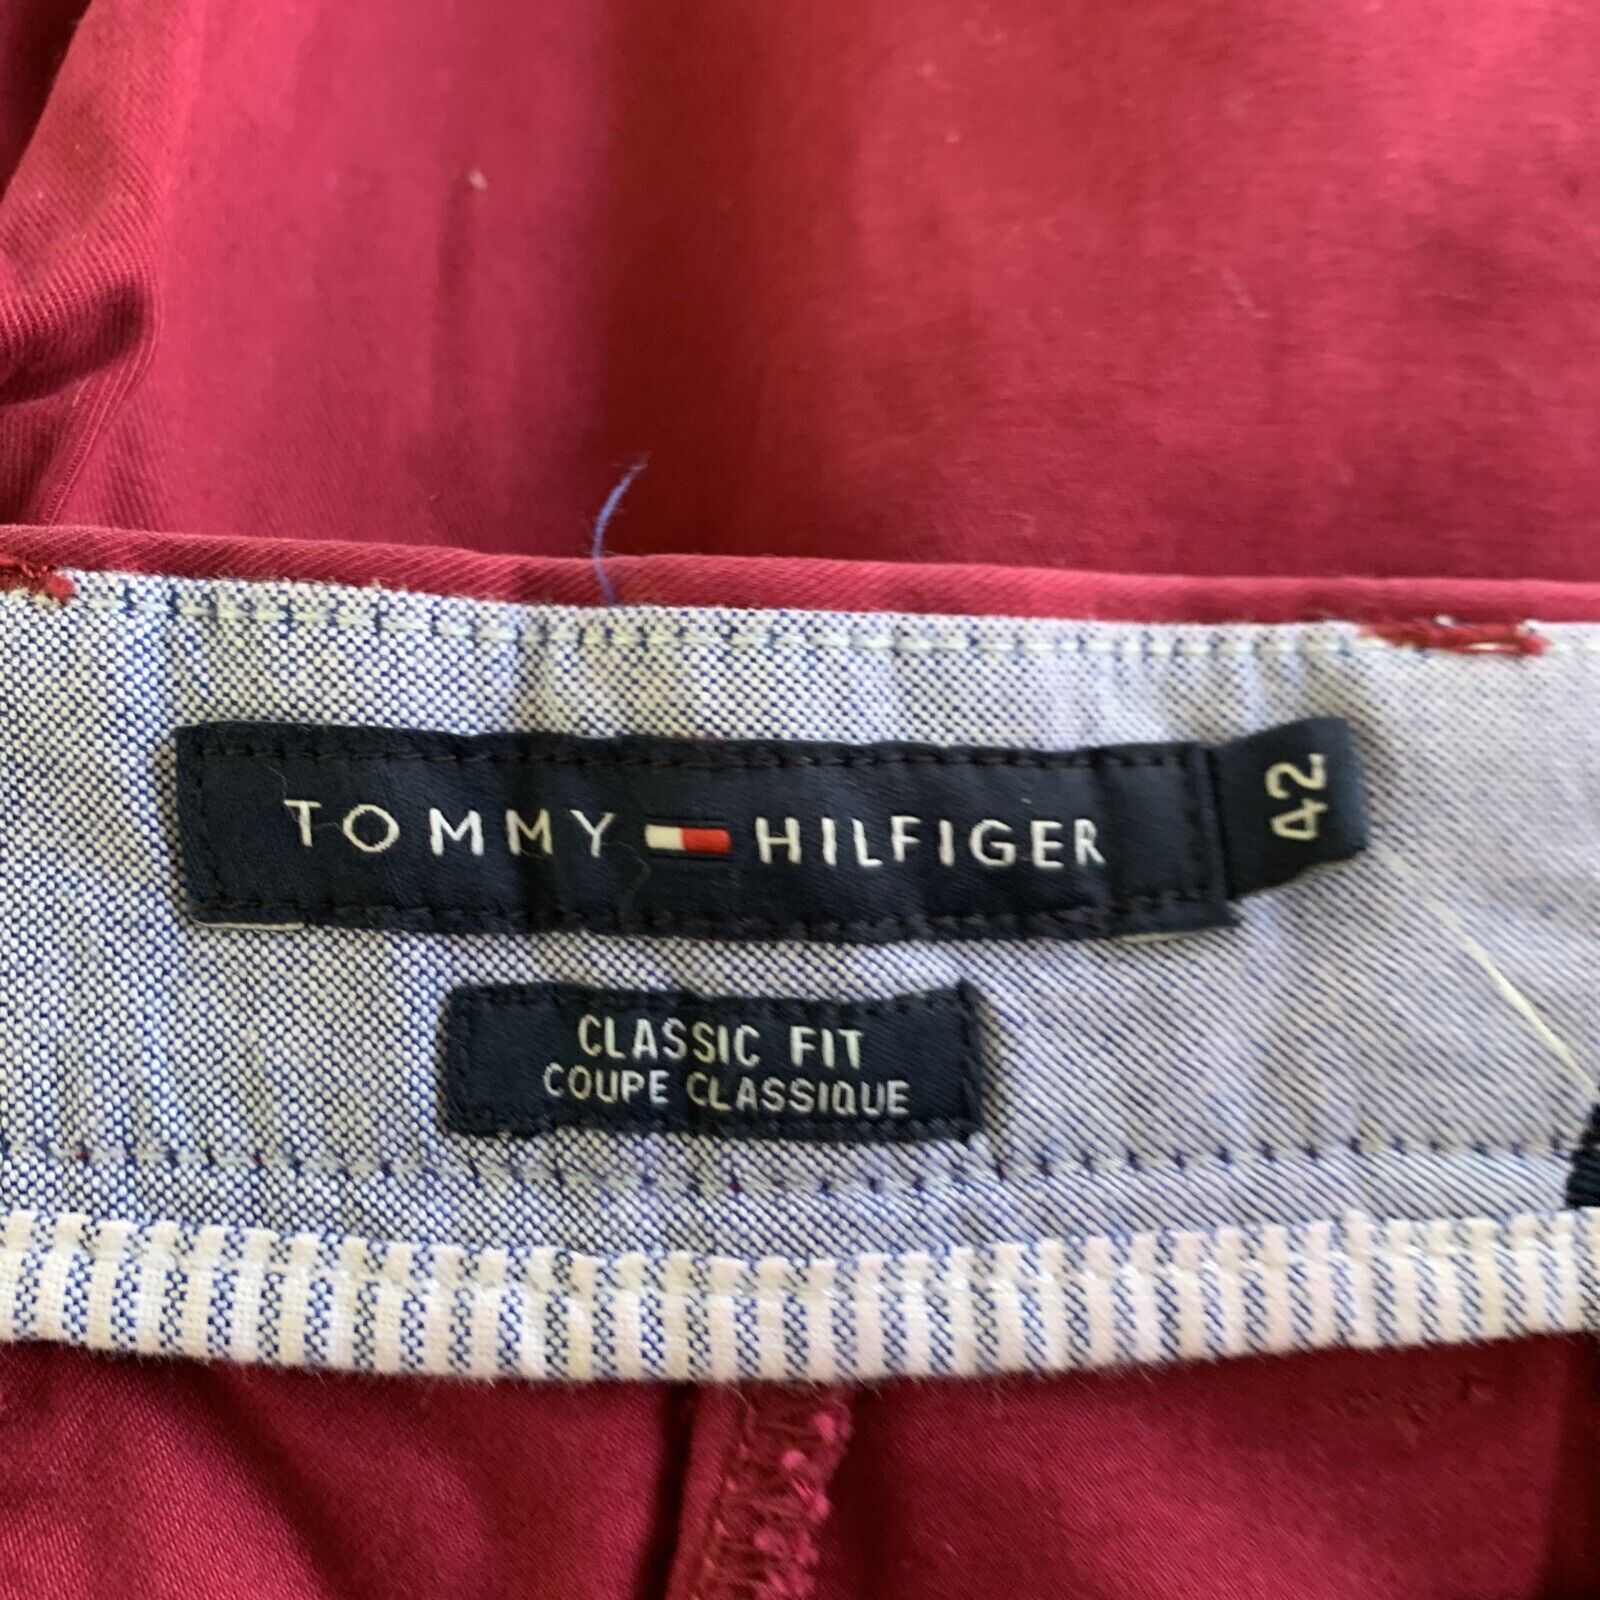 TOMMY HILFIGER
42
CLASSIC FIT
COUPE CLASSIQUE